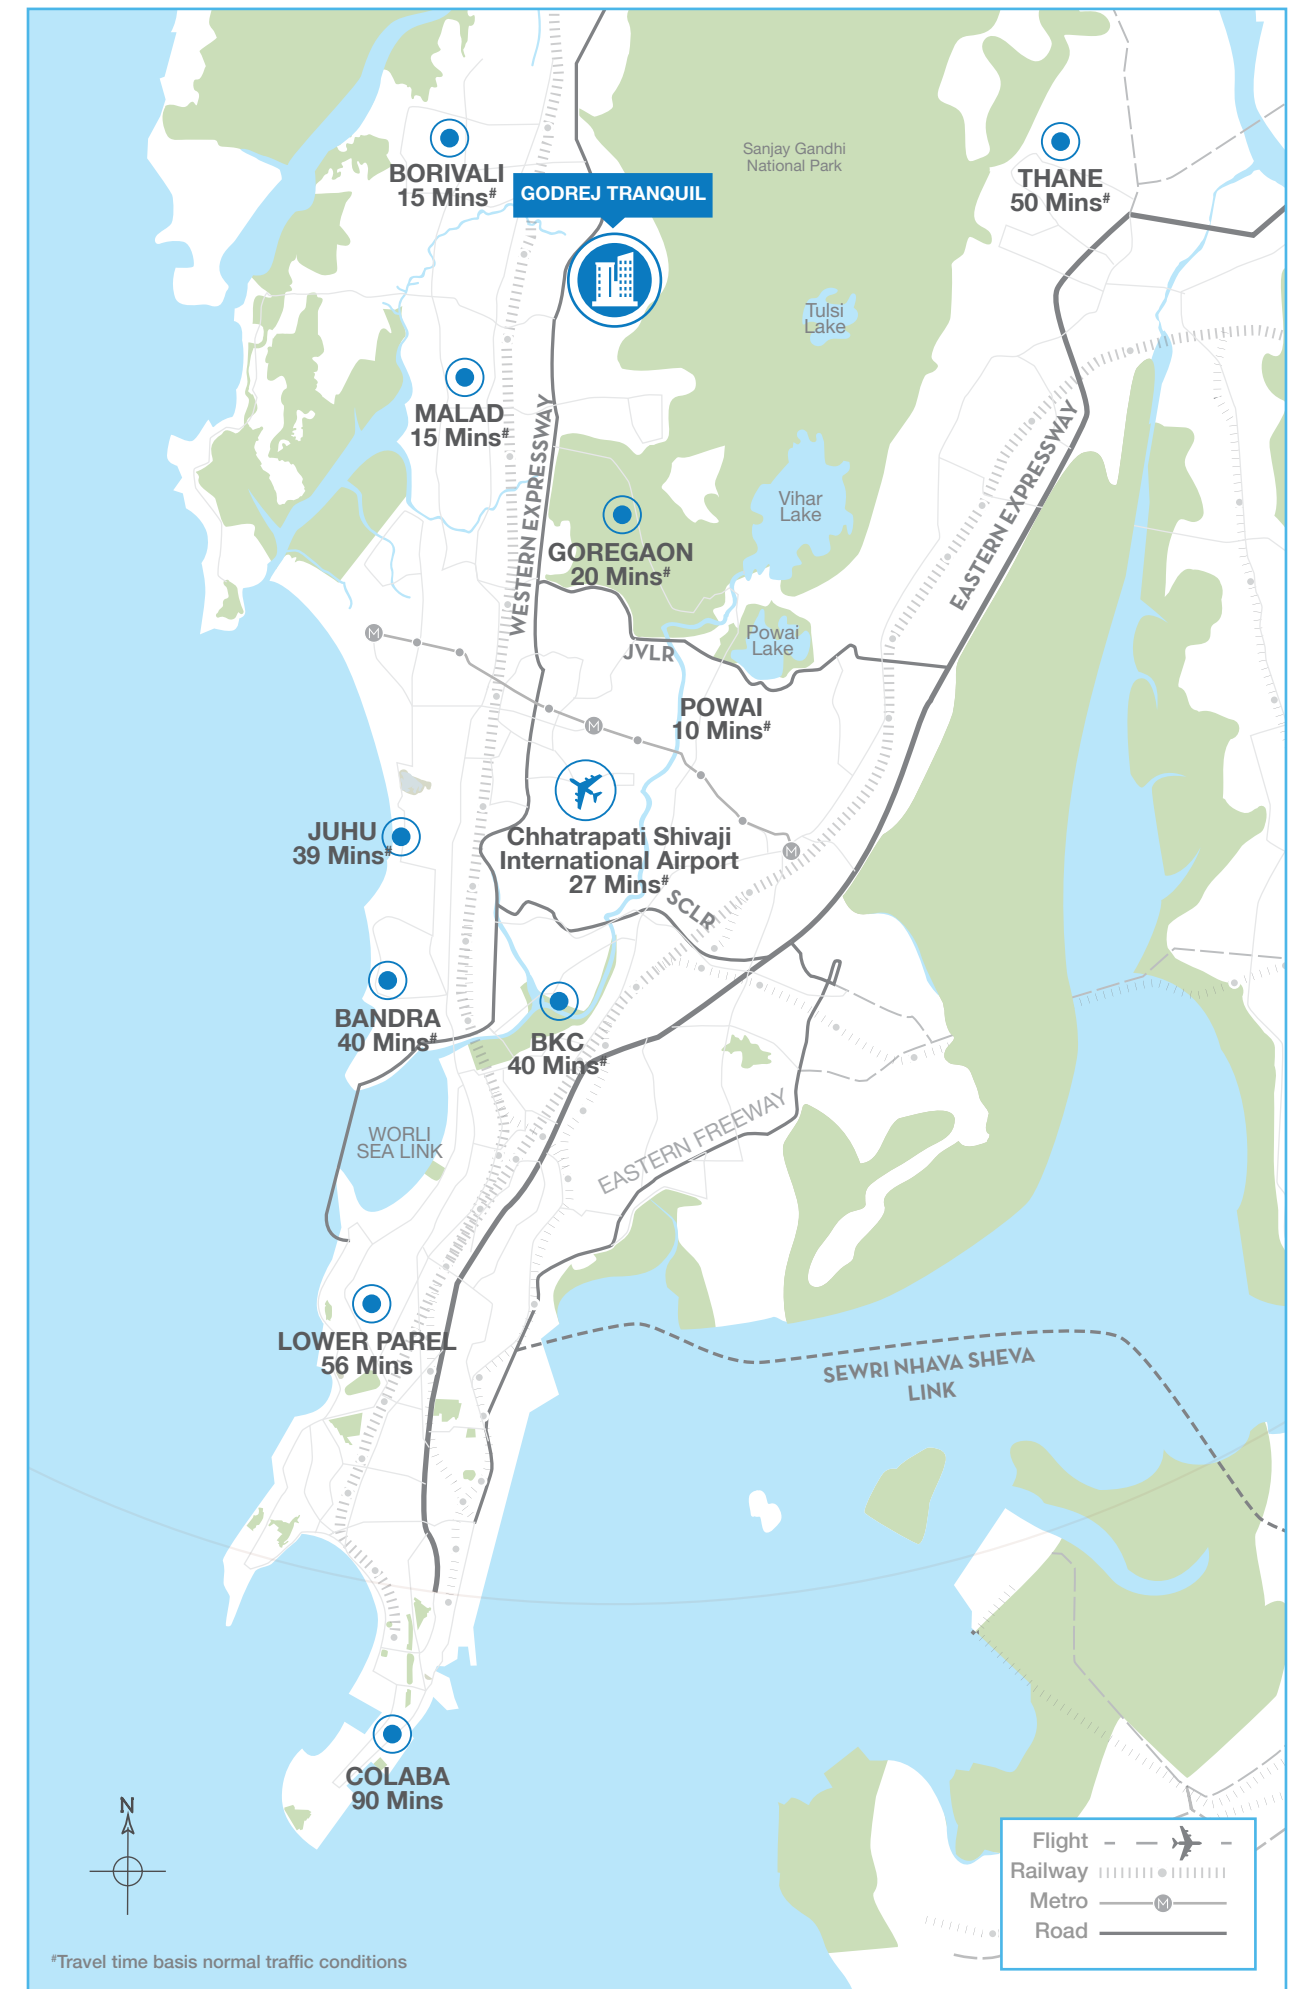 BORIVALI
15 Mins#
GODREJ TRANQUIL
Sanjay Gandhi
National Park
THANE
50 Mins#
Tulsi
Lake
MALAD
15 Mins#
WESTERN EXPRESSWAY
EASTERN EXPRESSWAY
Vihar
Lake
GOREGAON
20 Mins#
M
JVLR
Powai
Lake
POWAI
10 Mins#
M
JUHU
39 Mins#
Chhatrapati Shivaji
International Airport
27 Mins#
M
SCLR
BANDRA
40 Mins#
BKC
40 Mins#
WORLI
SEA LINK
EASTERN FREEWAY
LOWER PAREL
56 Mins
SEWRI NHAVA SHEVA
LINK
COLABA
90 Mins
N
Flight
Railway
Metro M
Road
#Travel time basis normal traffic conditions